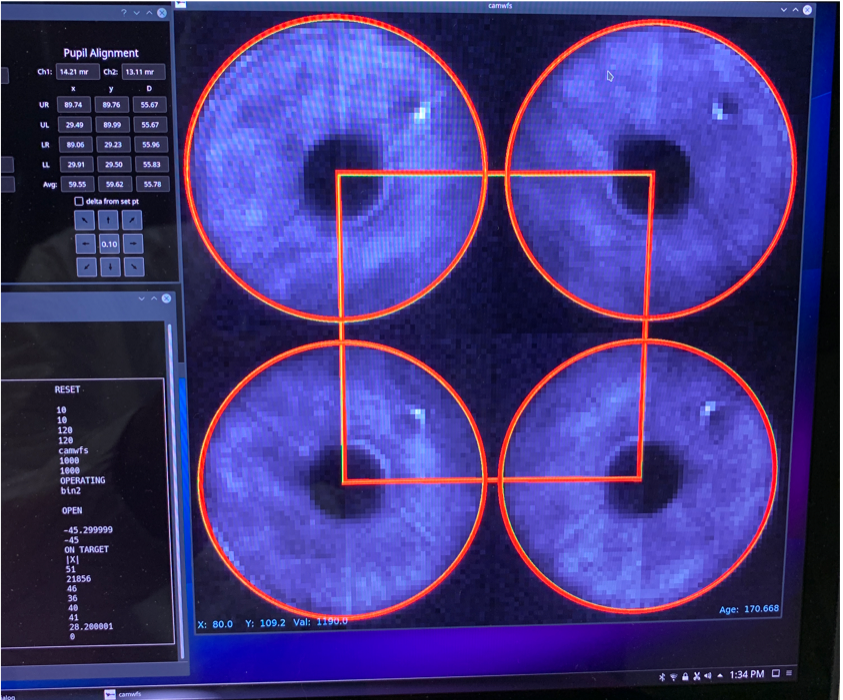 camwfs
Pupil Alignment
Ch1: 14.21 mr Ch2: 13.11 mr
x y D
UR 89.74 89.76 55.67
UL 29.49 89.99 55.67
LR 89.06 29.23 55.96
LL 29.91 29.50 55.83
Avg: 59.55 59.62 55.78
delta from set pt
0.10
RESET
10
10
120
120
camwfs
1000
1000
OPERATING
bin2
OPEN
-45.299999
-45
ON TARGET
|X|
51
21856
46
36
40
41
28.200001
0
X: 80.0 Y: 109.2 Val: 1190.0
Age: 170.668
camwfs
1:34 PM